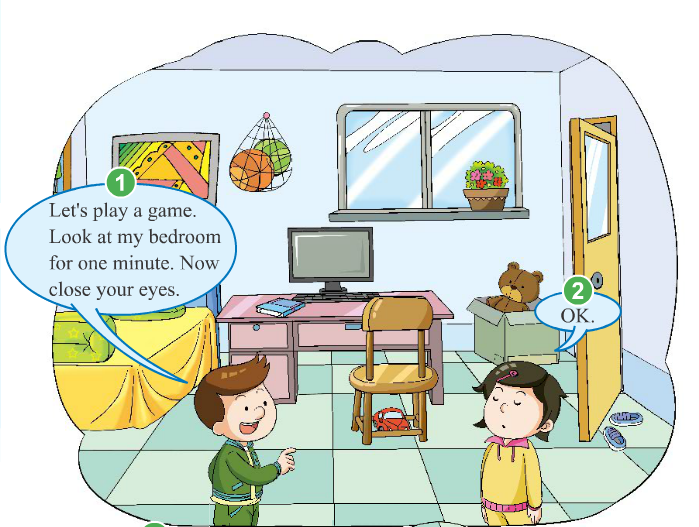 1
Let's play a game.
Look at my bedroom
for one minute. Now
close your eyes.
2
OK.